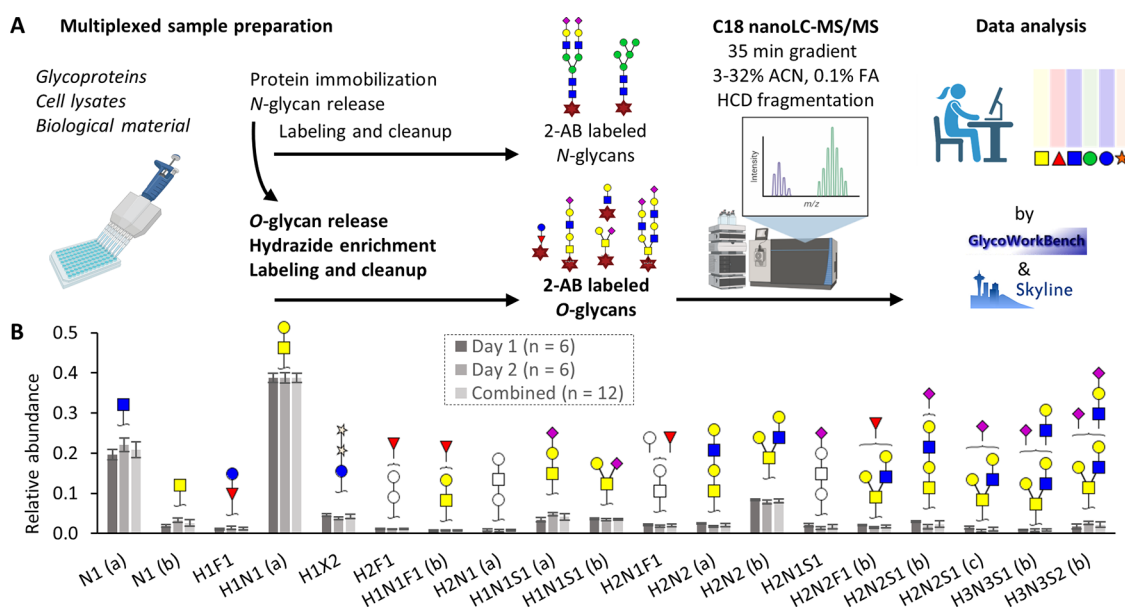 A
Multiplexed sample preparation
Glycoproteins
Cell lysates
Biological material
Protein immobilization
N-glycan release
Labeling and cleanup
O-glycan release
Hydrazide enrichment
Labeling and cleanup
2-AB labeled
N-glycans
2-AB labeled
O-glycans
C18 nanoLC-MS/MS
35 min gradient
3-32% ACN, 0.1% FA
HCD fragmentation
Intensity
m/z
Data analysis
by
GlycoWorkBench
&
Skyline
B
Relative abundance
0.5
0.4
0.3
0.2
0.1
0.0
Day 1 (n = 6)
Day 2 (n = 6)
Combined (n = 12)
N1 (a)
N1 (b)
H1F1
H1N1 (a)
H1X2
H2F1
H1N1F1 (b)
H2N1 (a)
H1N1S1 (a)
H1N1S1 (b)
H2N1F1
H2N2 (a)
H2N2 (b)
H2N1S1
H2N2F1 (b)
H2N2S1 (b)
H2N2S1 (c)
H3N3S1 (b)
H3N3S2 (b)